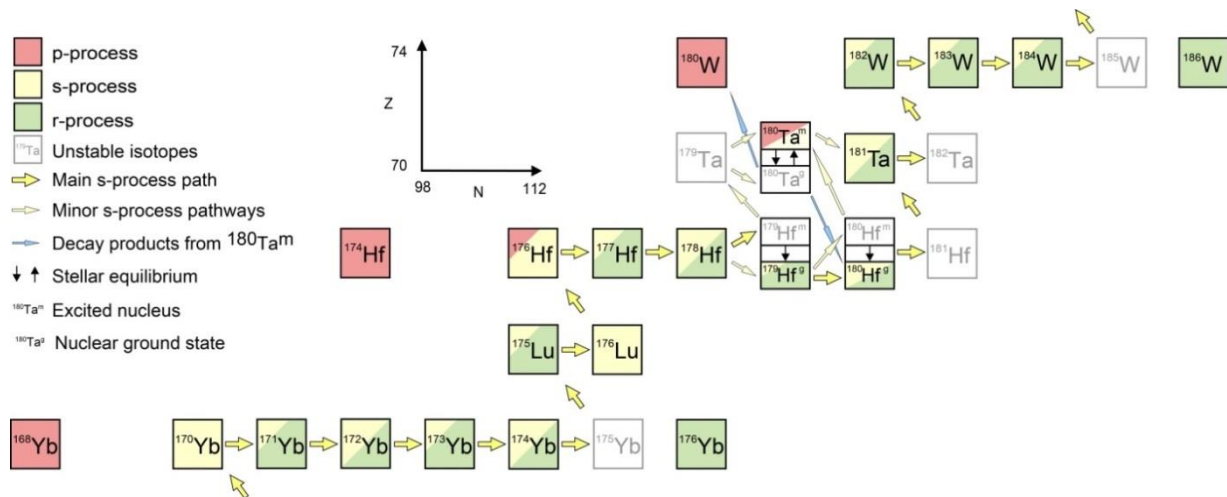 p-process
s-process
r-process
¹⁷⁹Ta Unstable isotopes
Main s-process path
Minor s-process pathways
Decay products from ¹⁸⁰Taᵐ
Stellar equilibrium
¹⁸⁰Taᵐ Excited nucleus
¹⁸⁰Taᵍ Nuclear ground state
74
Z
70
98 N 112
¹⁸⁰W ¹⁸²W ¹⁸³W ¹⁸⁴W ¹⁸⁵W ¹⁸⁶W
¹⁷⁹Ta ¹⁸⁰Taᵐ ¹⁸¹Ta ¹⁸²Ta
¹⁸⁰Taᵍ
¹⁷⁴Hf ¹⁷⁶Hf ¹⁷⁷Hf ¹⁷⁸Hf ¹⁷⁹Hfᵐ ¹⁸⁰Hfᵐ ¹⁸¹Hf
¹⁷⁹Hfᵍ ¹⁸⁰Hfᵍ
¹⁷⁵Lu ¹⁷⁶Lu
¹⁶⁸Yb ¹⁷⁰Yb ¹⁷¹Yb ¹⁷²Yb ¹⁷³Yb ¹⁷⁴Yb ¹⁷⁵Yb ¹⁷⁶Yb